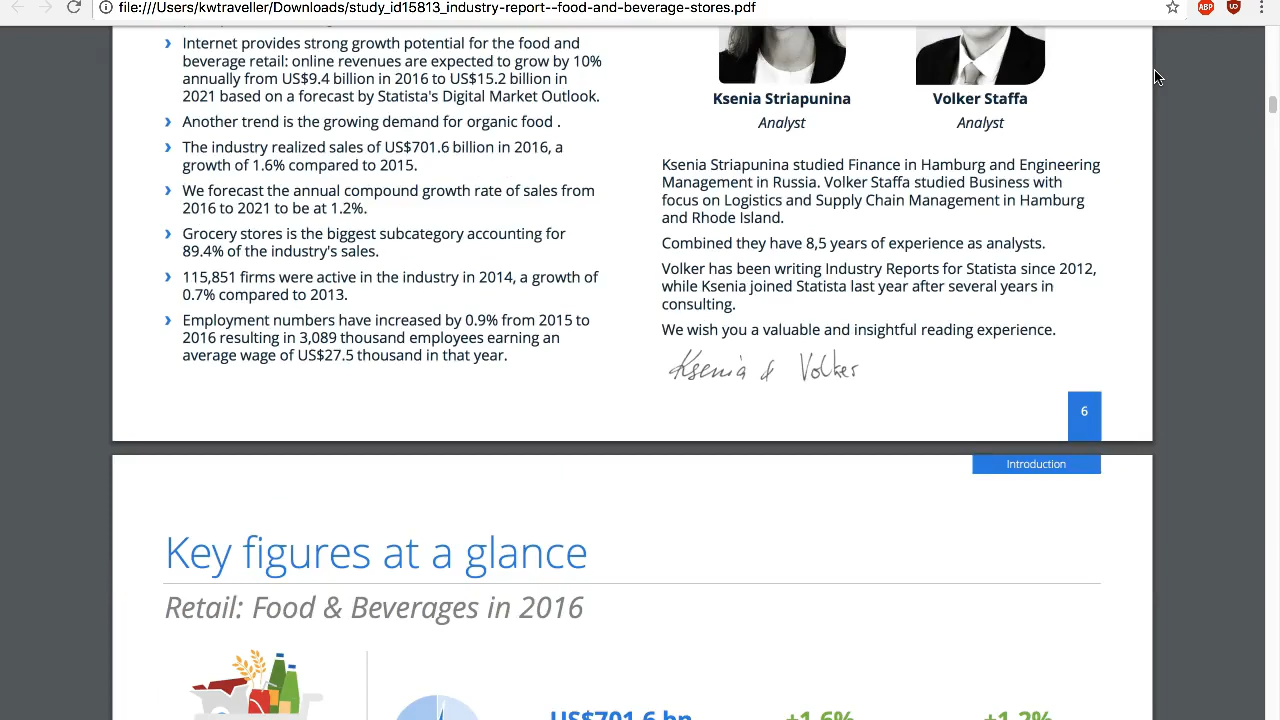 file:///Users/kwtraveller/Downloads/study_id15813_industry-report--food-and-beverage-stores.pdf
ABP
› Internet provides strong growth potential for the food and
beverage retail: online revenues are expected to grow by 10%
annually from US$9.4 billion in 2016 to US$15.2 billion in
2021 based on a forecast by Statista's Digital Market Outlook.
› Another trend is the growing demand for organic food .
› The industry realized sales of US$701.6 billion in 2016, a
growth of 1.6% compared to 2015.
› We forecast the annual compound growth rate of sales from
2016 to 2021 to be at 1.2%.
› Grocery stores is the biggest subcategory accounting for
89.4% of the industry's sales.
› 115,851 firms were active in the industry in 2014, a growth of
0.7% compared to 2013.
› Employment numbers have increased by 0.9% from 2015 to
2016 resulting in 3,089 thousand employees earning an
average wage of US$27.5 thousand in that year.
Ksenia Striapunina
Analyst
Volker Staffa
Analyst
Ksenia Striapunina studied Finance in Hamburg and Engineering
Management in Russia. Volker Staffa studied Business with
focus on Logistics and Supply Chain Management in Hamburg
and Rhode Island.
Combined they have 8,5 years of experience as analysts.
Volker has been writing Industry Reports for Statista since 2012,
while Ksenia joined Statista last year after several years in
consulting.
We wish you a valuable and insightful reading experience.
Ksenia & Volker
6
Introduction
Key figures at a glance
Retail: Food & Beverages in 2016
US$701.6 bn
+1.6%
+1.2%